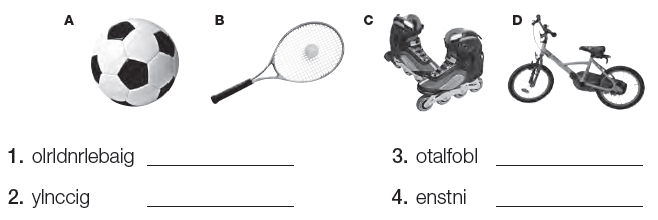 A B C D
1. olrldnrlebaig 3. otalfobl
2. ylnccig 4. enstni